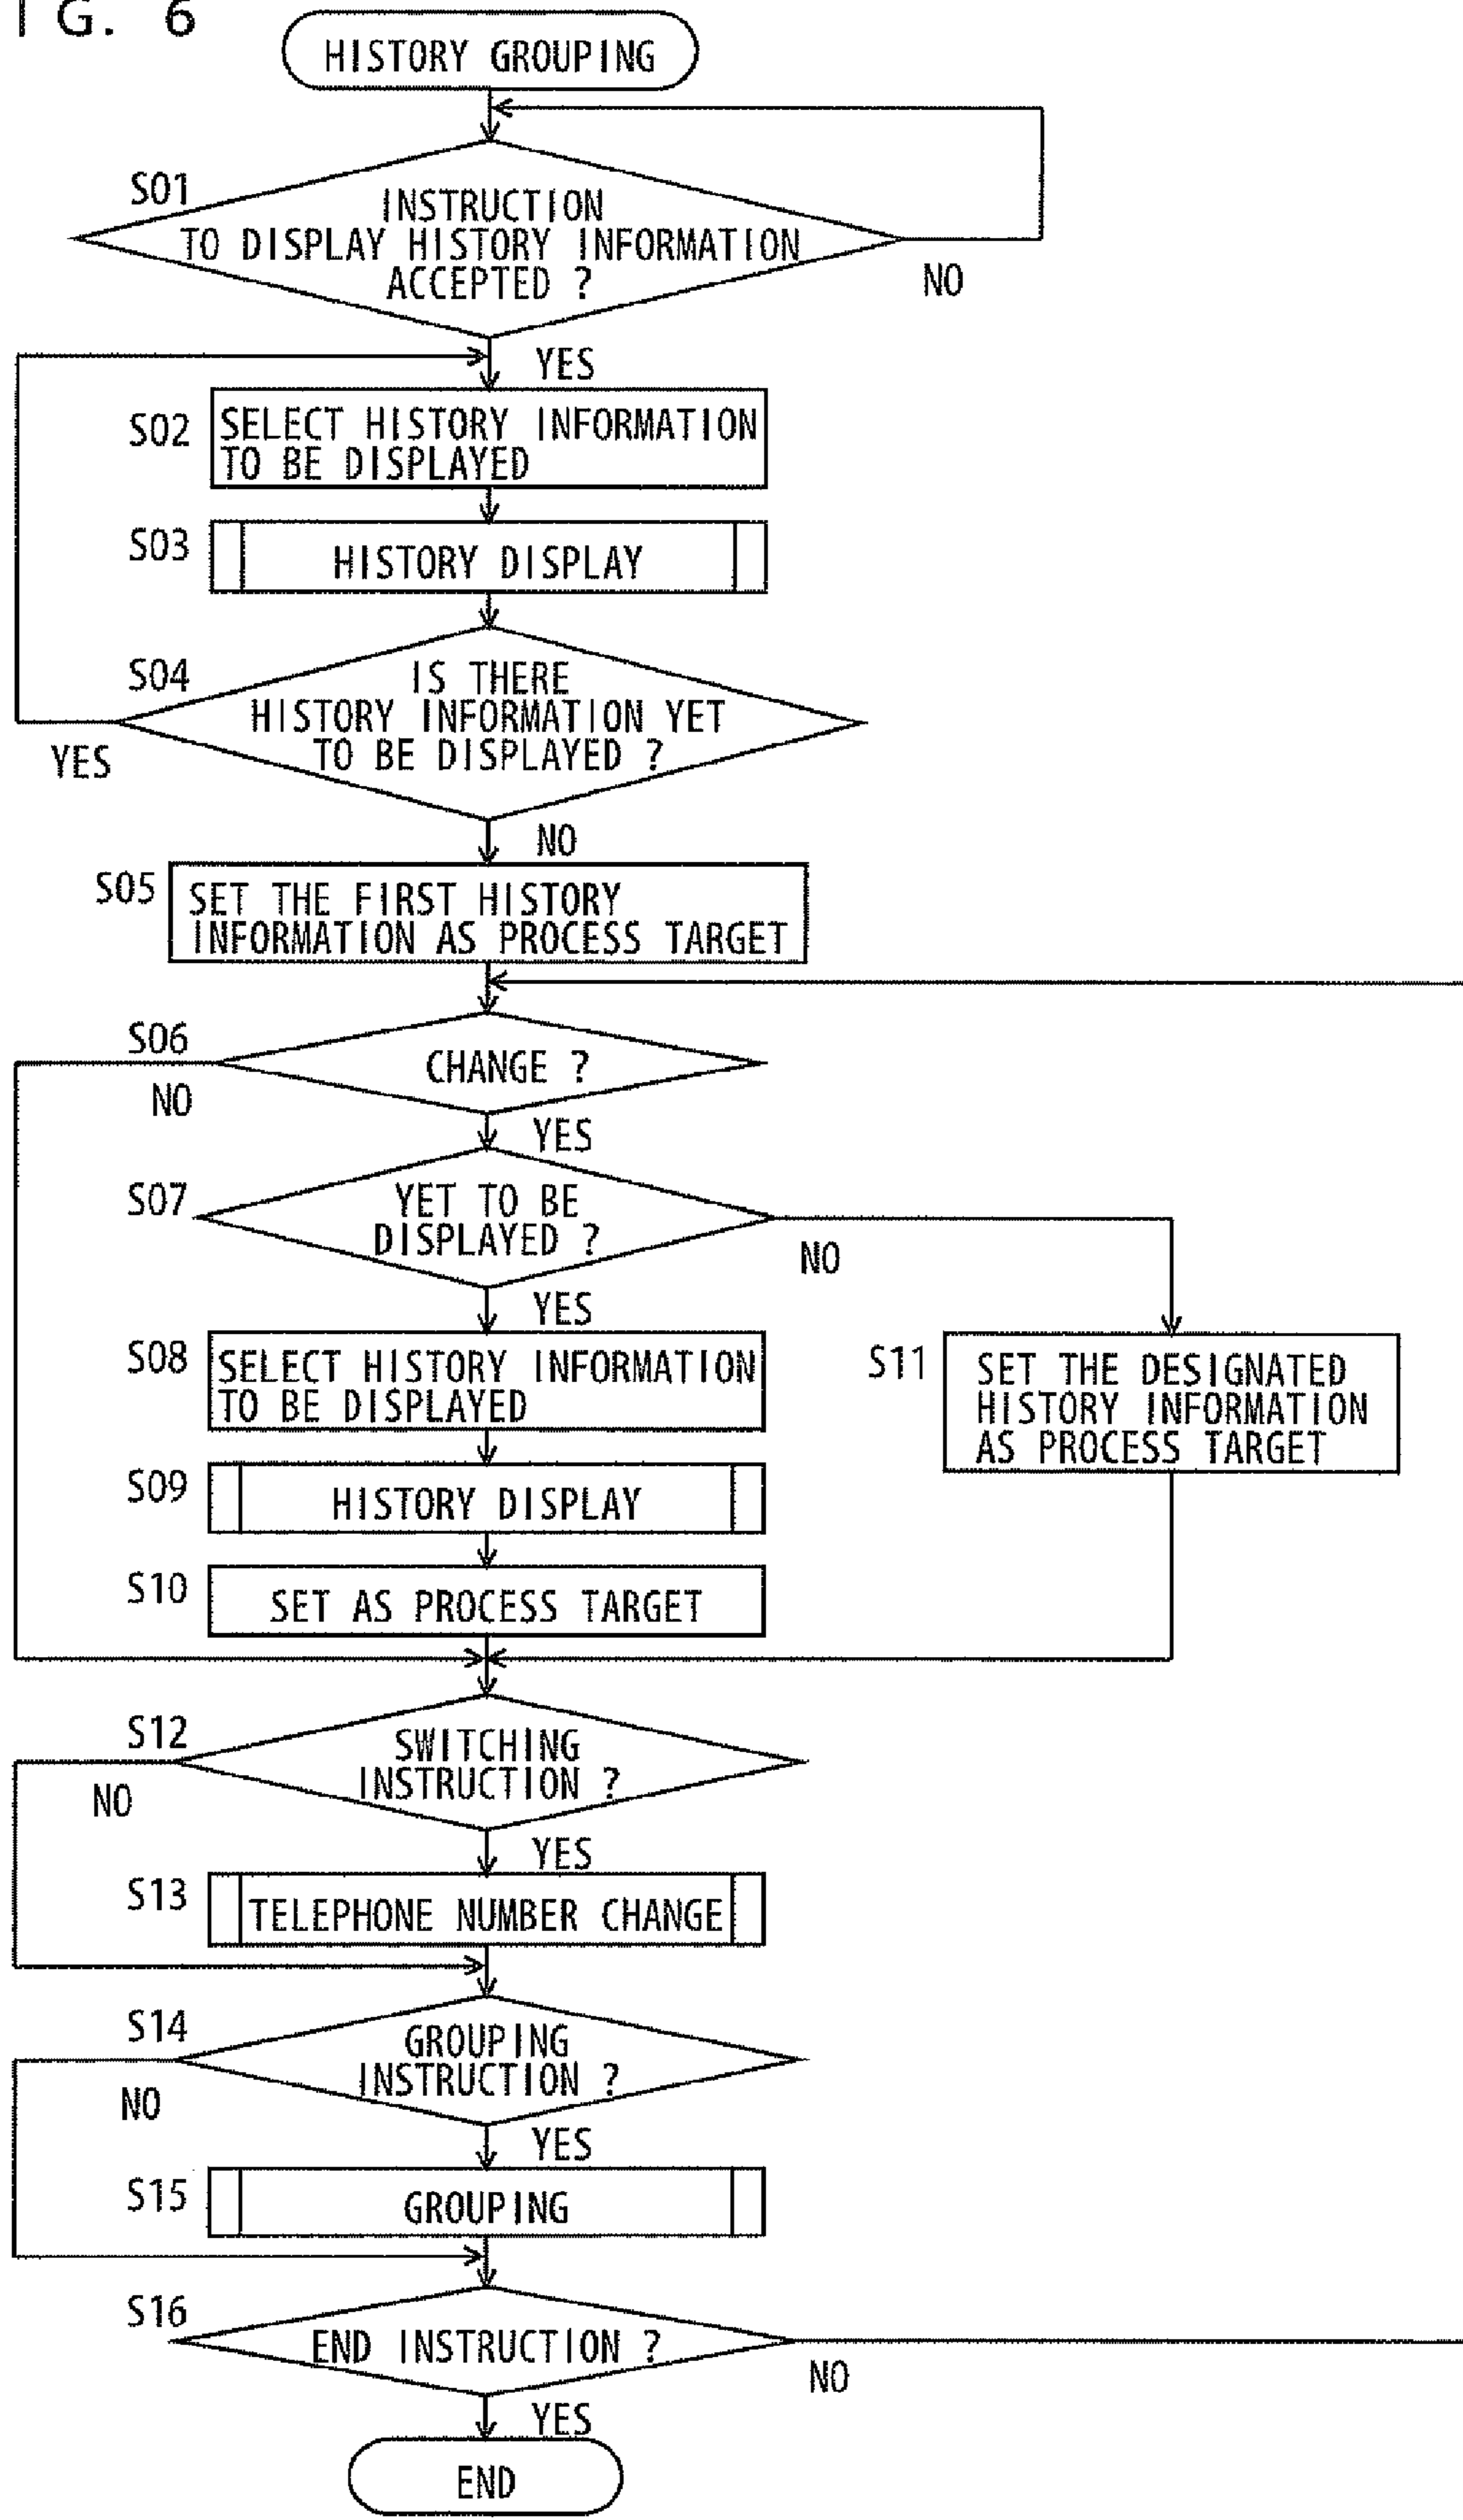 IG. 6
HISTORY GROUPING
S01
INSTRUCTION
TO DISPLAY HISTORY INFORMATION
ACCEPTED ?
NO
YES
S02
SELECT HISTORY INFORMATION
TO BE DISPLAYED
S03
HISTORY DISPLAY
S04
IS THERE
HISTORY INFORMATION YET
TO BE DISPLAYED ?
YES
NO
S05
SET THE FIRST HISTORY
INFORMATION AS PROCESS TARGET
S06
CHANGE ?
NO
YES
S07
YET TO BE
DISPLAYED ?
NO
YES
S08
SELECT HISTORY INFORMATION
TO BE DISPLAYED
S11
SET THE DESIGNATED
HISTORY INFORMATION
AS PROCESS TARGET
S09
HISTORY DISPLAY
S10
SET AS PROCESS TARGET
S12
SWITCHING
INSTRUCTION ?
NO
YES
S13
TELEPHONE NUMBER CHANGE
S14
GROUPING
INSTRUCTION ?
NO
YES
S15
GROUPING
S16
END INSTRUCTION ?
NO
YES
END